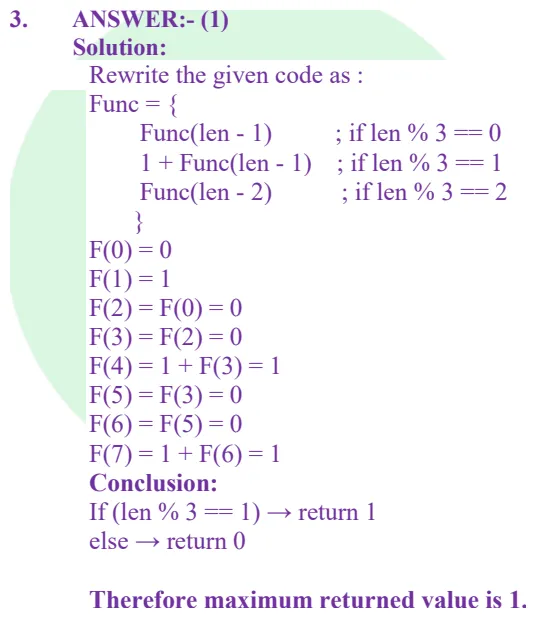 3. ANSWER:- (1)
Solution:
Rewrite the given code as :
Func = {
Func(len - 1) ; if len % 3 == 0
1 + Func(len - 1) ; if len % 3 == 1
Func(len - 2) ; if len % 3 == 2
}
F(0) = 0
F(1) = 1
F(2) = F(0) = 0
F(3) = F(2) = 0
F(4) = 1 + F(3) = 1
F(5) = F(3) = 0
F(6) = F(5) = 0
F(7) = 1 + F(6) = 1
Conclusion:
If (len % 3 == 1) → return 1
else → return 0
Therefore maximum returned value is 1.